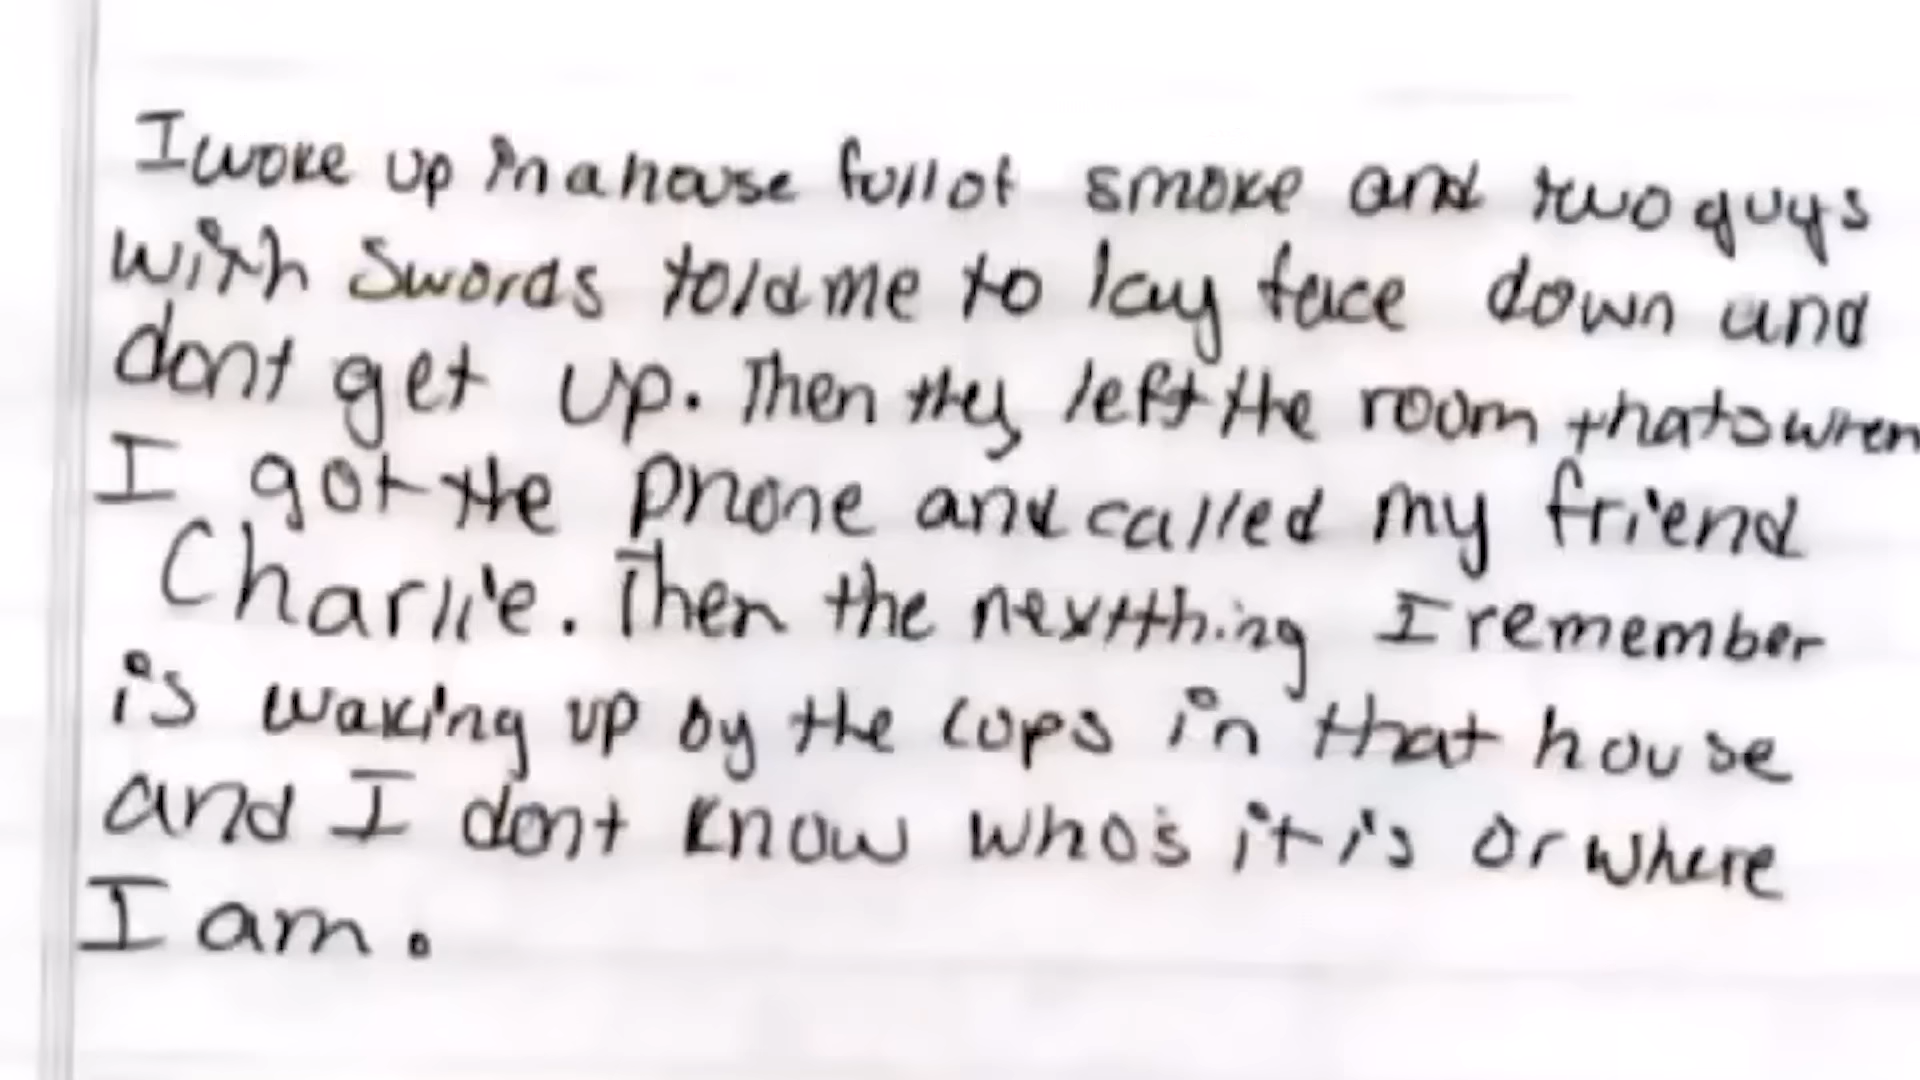 I woke up in a house full of smoke and two guys
with swords told me to lay face down and
dont get up. Then they left the room thats when
I got the phone and called my friend
Charlie. Then the next thing I remember
is waking up by the cops in that house
and I dont know who's it is or where
I am.